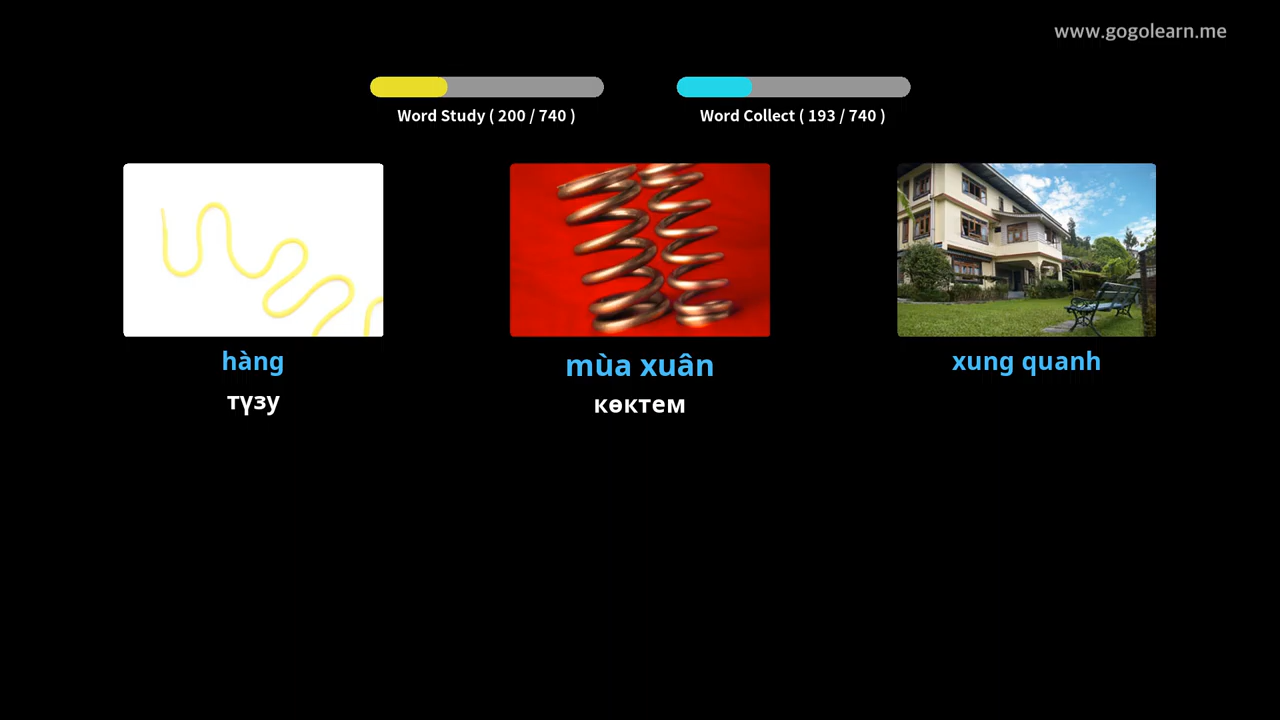 www.gogolearn.me
Word Study ( 200 / 740 )
Word Collect ( 193 / 740 )
hàng
түзу
mùa xuân
көктем
xung quanh